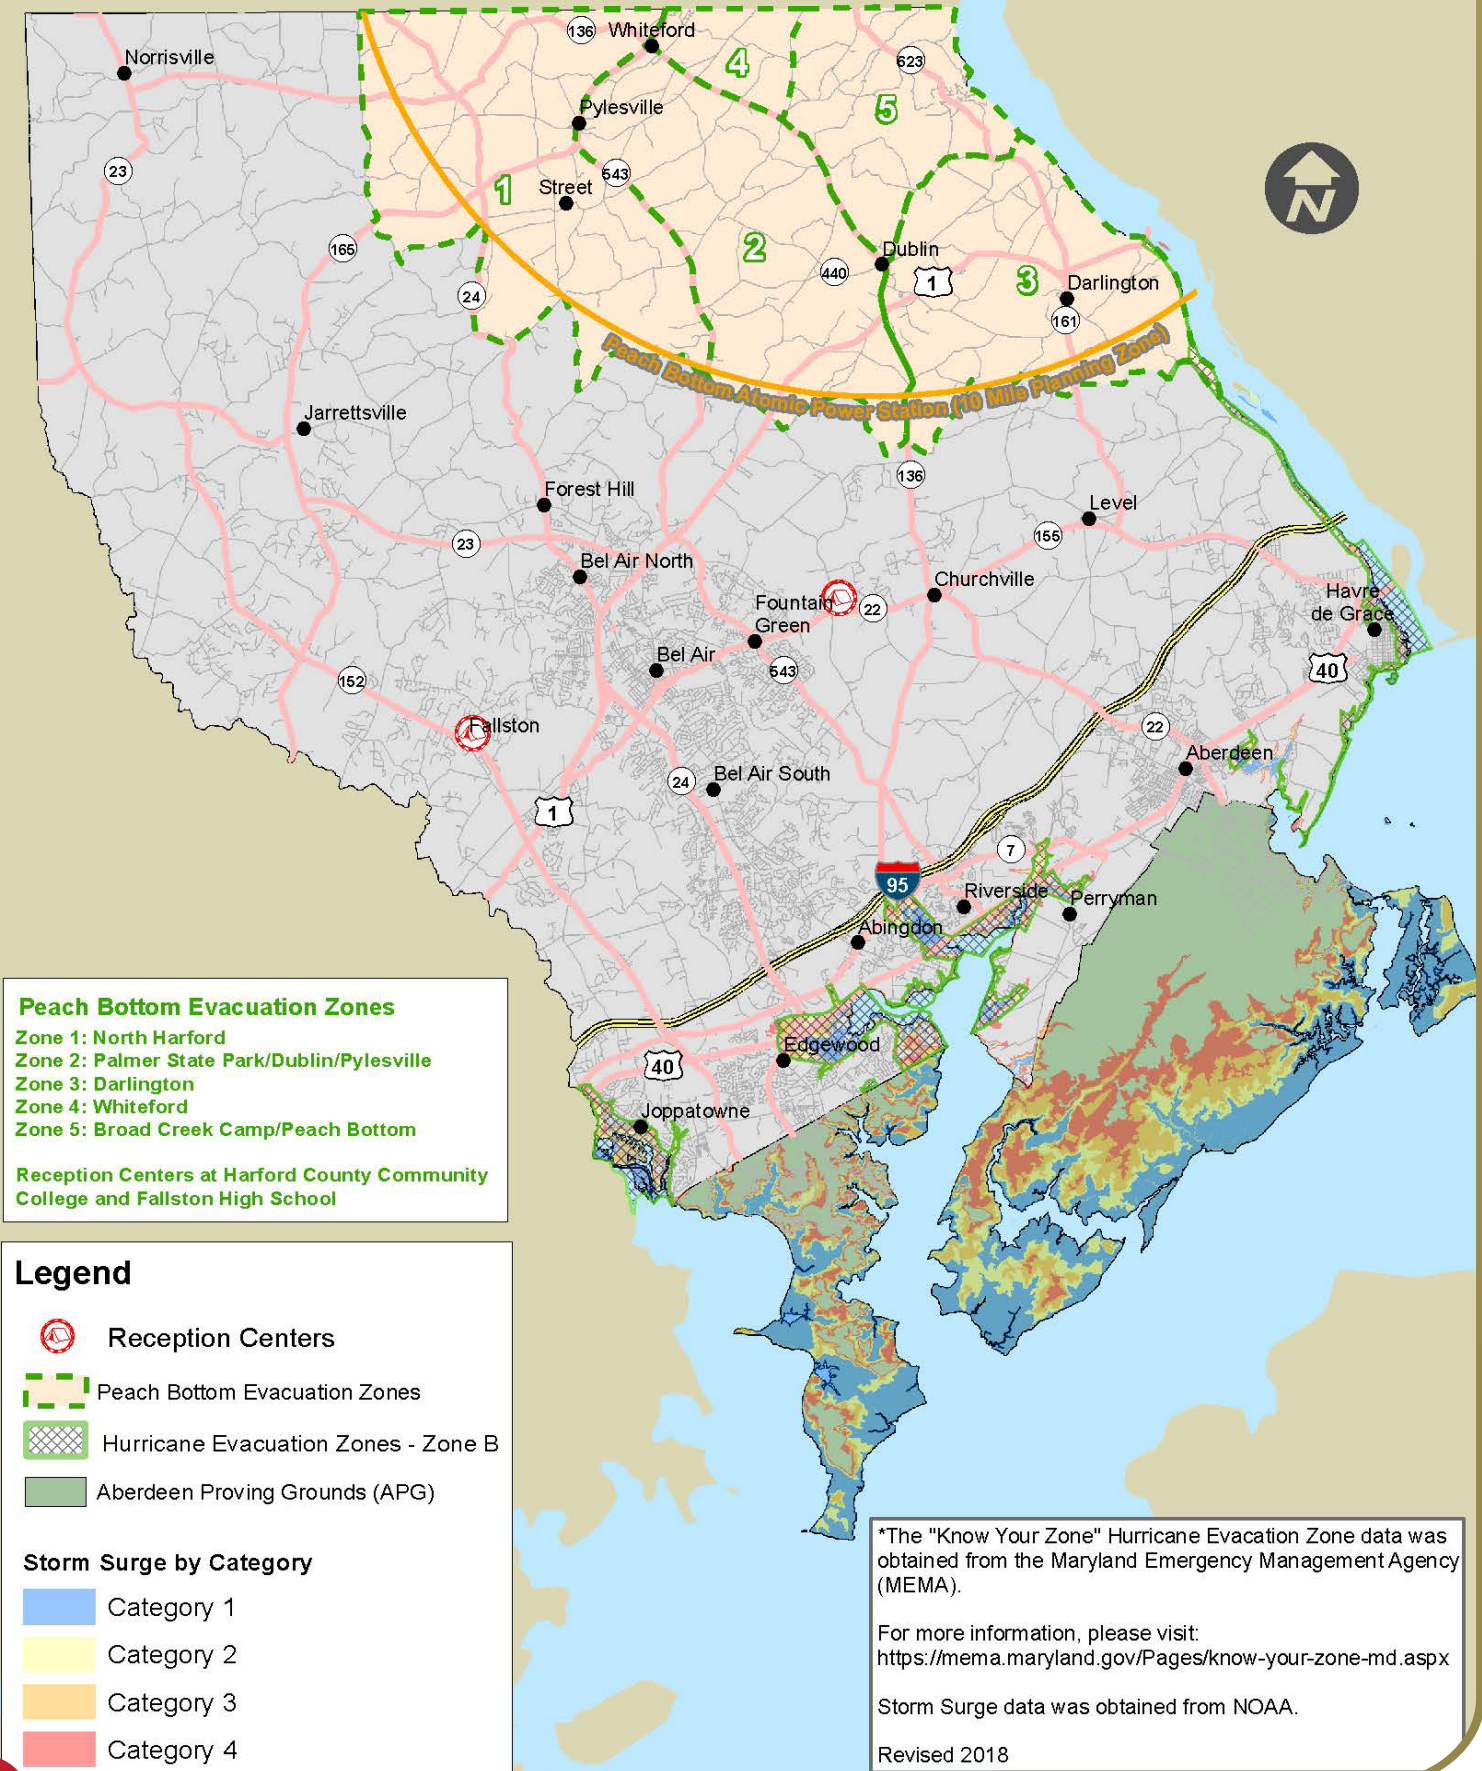 136
Whiteford
Norrisville
4
623
5
Pylesville
23
543
1
Street
N
165
2
Dublin
440
1
3
Darlington
24
161
Peach Bottom Atomic Power Station (10 Mile Planning Zone)
Jarrettsville
136
Forest Hill
Level
23
155
Bel Air North
Churchville
Fountain
Green
22
Havre
de Grace
Bel Air
543
40
152
22
Fallston
Aberdeen
24
Bel Air South
1
7
95
Riverside
Perryman
Abingdon
Edgewood
40
Joppatowne
Peach Bottom Evacuation Zones
Zone 1: North Harford
Zone 2: Palmer State Park/Dublin/Pylesville
Zone 3: Darlington
Zone 4: Whiteford
Zone 5: Broad Creek Camp/Peach Bottom
Reception Centers at Harford County Community
College and Fallston High School
Legend
Reception Centers
Peach Bottom Evacuation Zones
Hurricane Evacuation Zones - Zone B
Aberdeen Proving Grounds (APG)
Storm Surge by Category
Category 1
Category 2
Category 3
Category 4
*The "Know Your Zone" Hurricane Evacation Zone data was
obtained from the Maryland Emergency Management Agency
(MEMA).
For more information, please visit:
https://mema.maryland.gov/Pages/know-your-zone-md.aspx
Storm Surge data was obtained from NOAA.
Revised 2018